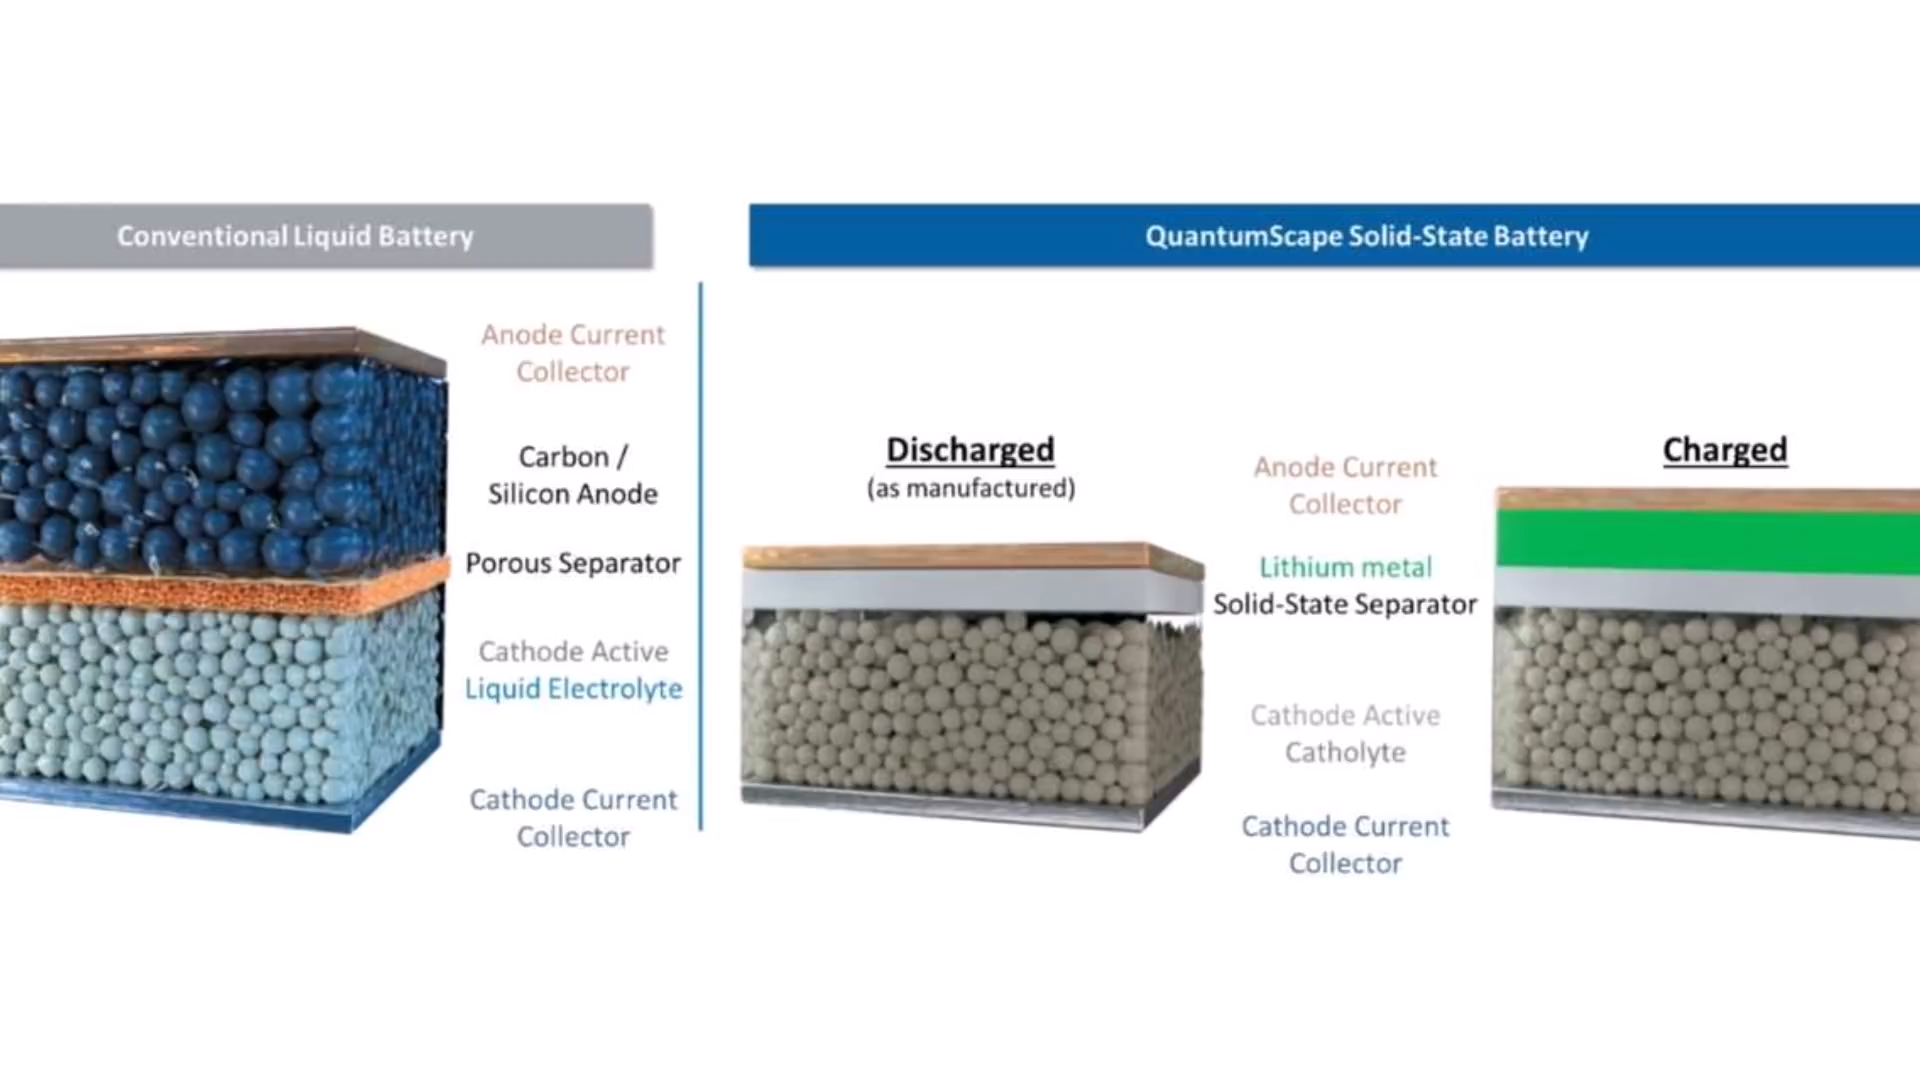 Conventional Liquid Battery
Anode Current
Collector
Carbon /
Silicon Anode
Porous Separator
Cathode Active
Liquid Electrolyte
Cathode Current
Collector
QuantumScape Solid-State Battery
Discharged
(as manufactured)
Anode Current
Collector
Lithium metal
Solid-State Separator
Cathode Active
Catholyte
Cathode Current
Collector
Charged